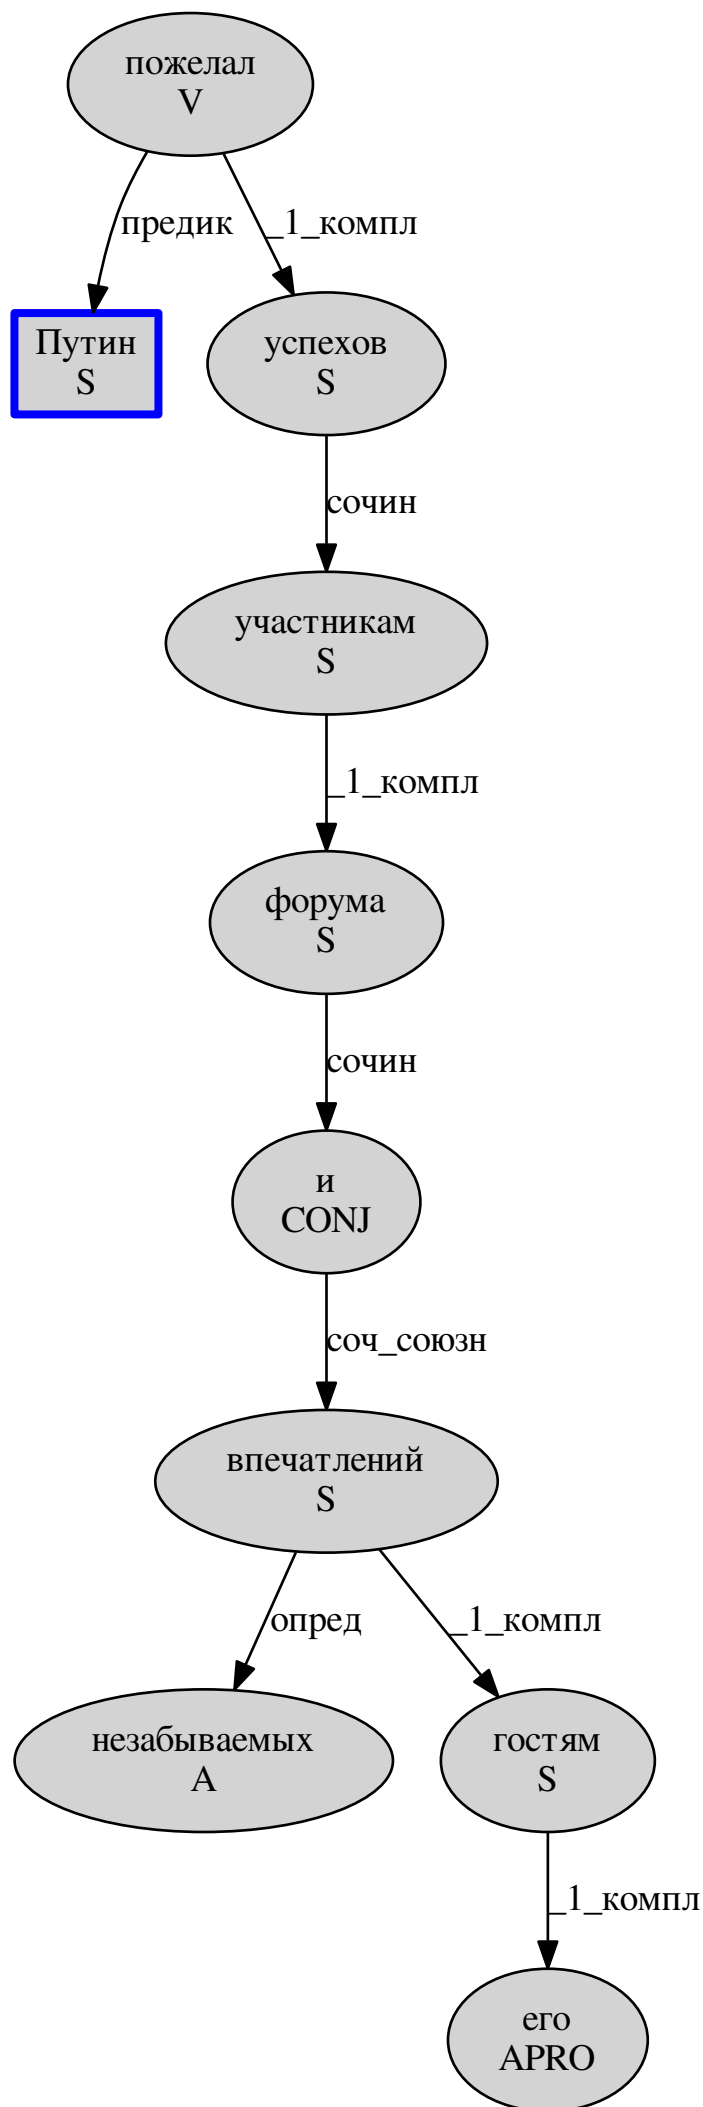 пожелал
V
предик
_1_компл
Путин
S
успехов
S
сочин
участникам
S
_1_компл
форума
S
сочин
и
CONJ
соч_союзн
впечатлений
S
опред
_1_компл
незабываемых
A
гостям
S
_1_компл
его
APRO